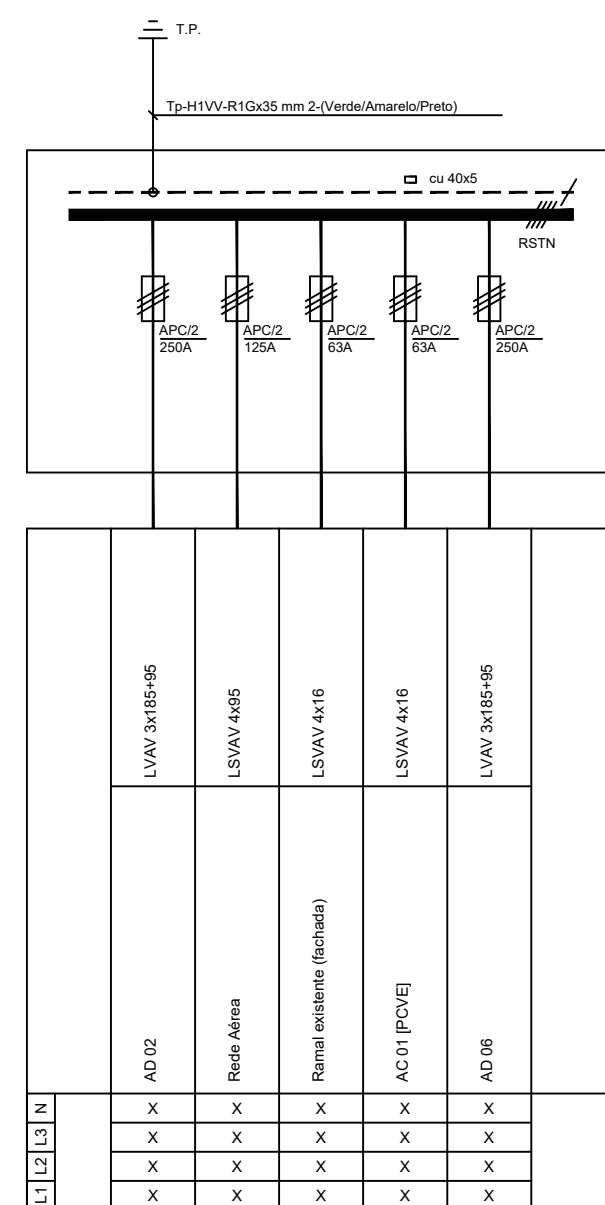 T.P.
Tp-H1VV-R1Gx35 mm 2-(Verde/Amarelo/Preto)
cu 40x5
RSTN
APC/2 APC/2 APC/2 APC/2 APC/2
250A 125A 63A 63A 250A
LVAV 3x185+95
LSVAV 4x95
LSVAV 4x16
LSVAV 4x16
LVAV 3x185+95
AD 02
Rede Aérea
Ramal existente (fachada)
AC 01 [PCVE]
AD 06
N X X X X X
L3 X X X X X
L2 X X X X X
L1 X X X X X